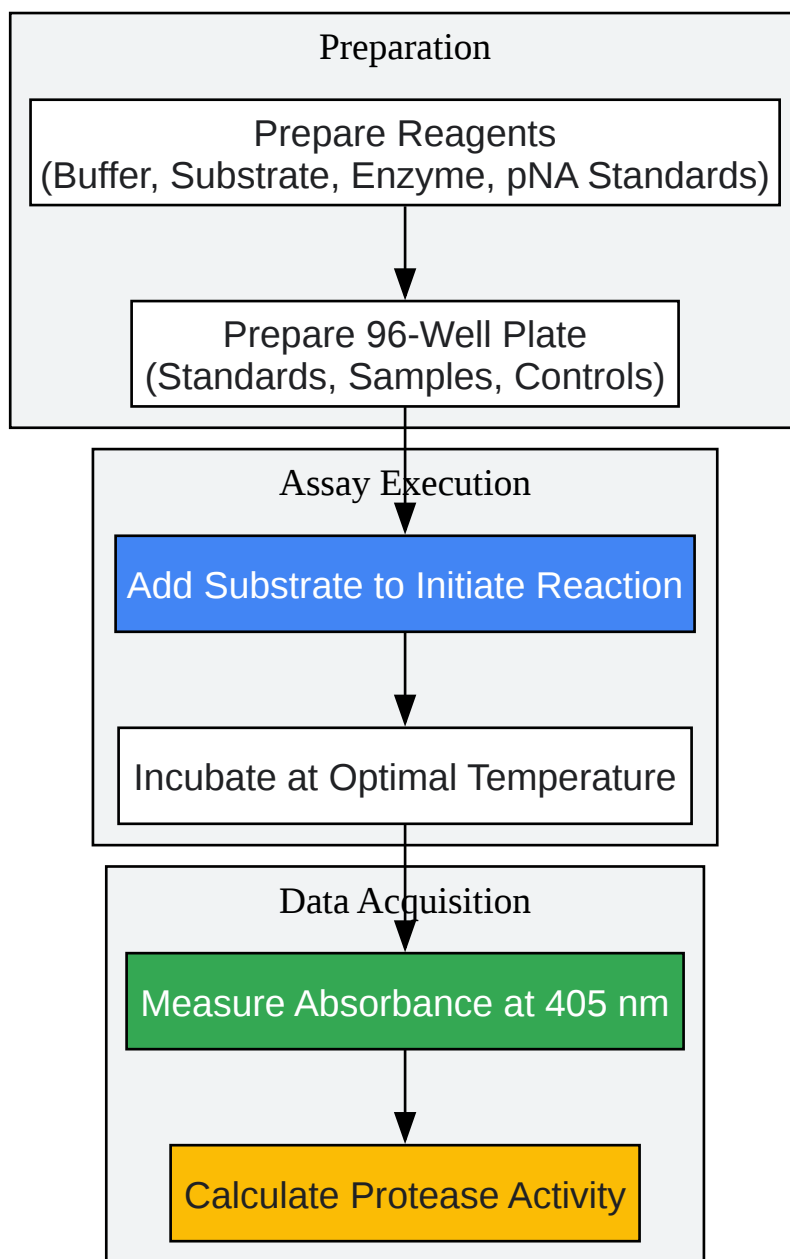 Preparation
Prepare Reagents
(Buffer, Substrate, Enzyme, pNA Standards)
Prepare 96-Well Plate
(Standards, Samples, Controls)
Assay Execution
Add Substrate to Initiate Reaction
Incubate at Optimal Temperature
Data Acquisition
Measure Absorbance at 405 nm
Calculate Protease Activity